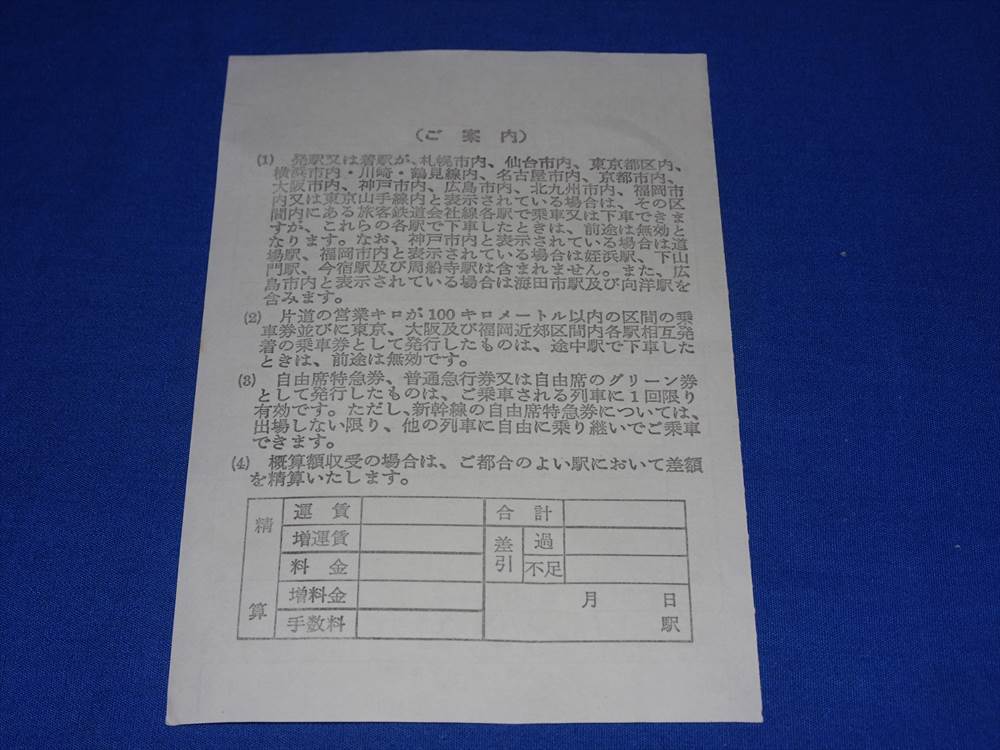 （ご案内）
(1) 発駅又は着駅が、札幌市内、仙台市内、東京都区内、
横浜市内・川崎・鶴見線内、名古屋市内、京都市内、
大阪市内、神戸市内、広島市内、北九州市内、福岡市
内又は東京山手線内と表示されている場合は、その区
間内にある旅客鉄道会社線各駅で乗車又は下車できま
すが、これらの各駅で下車したときは、前途は無効と
なります。なお、神戸市内と表示されている場合は道
場駅、福岡市内と表示されている場合は姪浜駅、下山
門駅、今宿駅及び周船寺駅は含まれません。また、広
島市内と表示されている場合は海田市駅及び向洋駅を
含みます。
(2) 片道の営業キロが100キロメートル以内の区間の乗
車券並びに東京、大阪及び福岡近郊区間内各駅相互発
着の乗車券として発行したものは、途中駅で下車した
ときは、前途は無効です。
(3) 自由席特急券、普通急行券又は自由席のグリーン券
として発行したものは、ご乗車される列車に1回限り
有効です。ただし、新幹線の自由席特急券については、
出場しない限り、他の列車に自由に乗り継いでご乗車
できます。
(4) 概算額収受の場合は、ご都合のよい駅において差額
を精算いたします。
精算
運賃
増運賃
料金
増料金
手数料
合計
差引
過
不足
月 日
駅